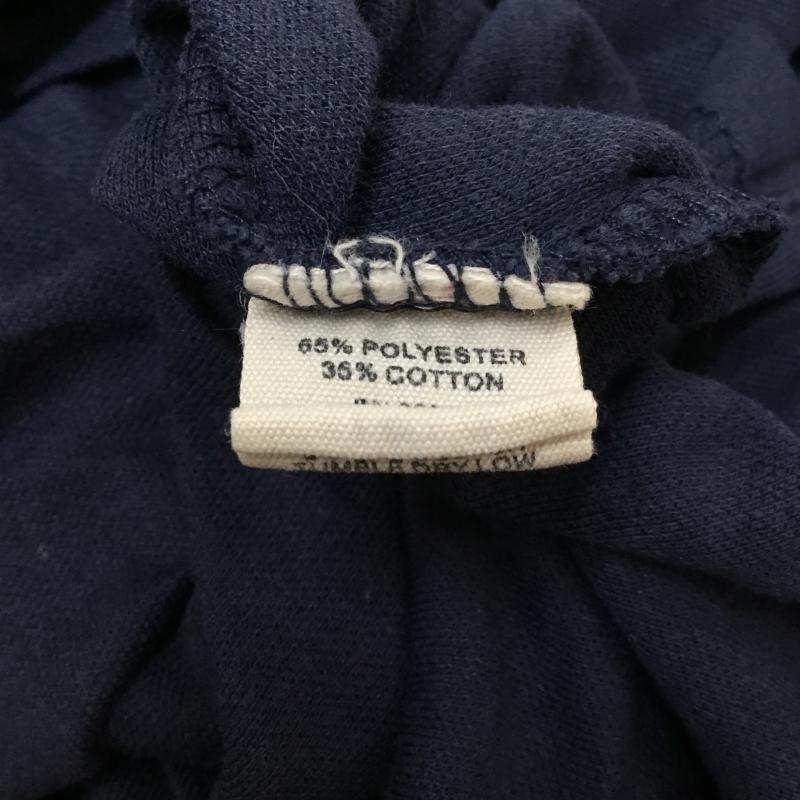 65% POLYESTER
35% COTTON
TUMBLE DRY LOW